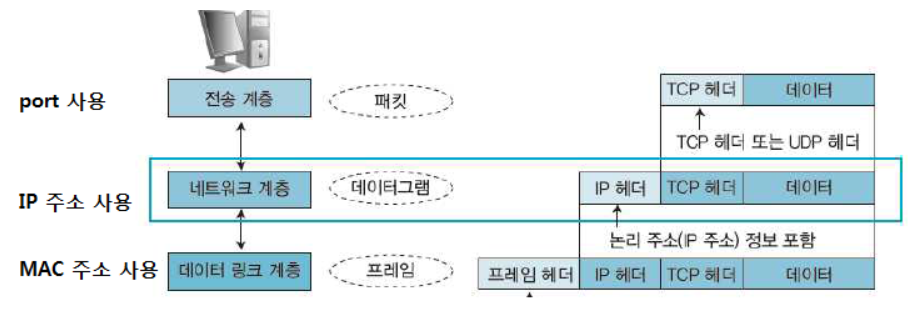 port 사용
전송 계층
패킷
TCP 헤더
데이터
TCP 헤더 또는 UDP 헤더
IP 주소 사용
네트워크 계층
데이터그램
IP 헤더
TCP 헤더
데이터
논리 주소(IP 주소) 정보 포함
MAC 주소 사용
데이터 링크 계층
프레임
프레임 헤더
IP 헤더
TCP 헤더
데이터